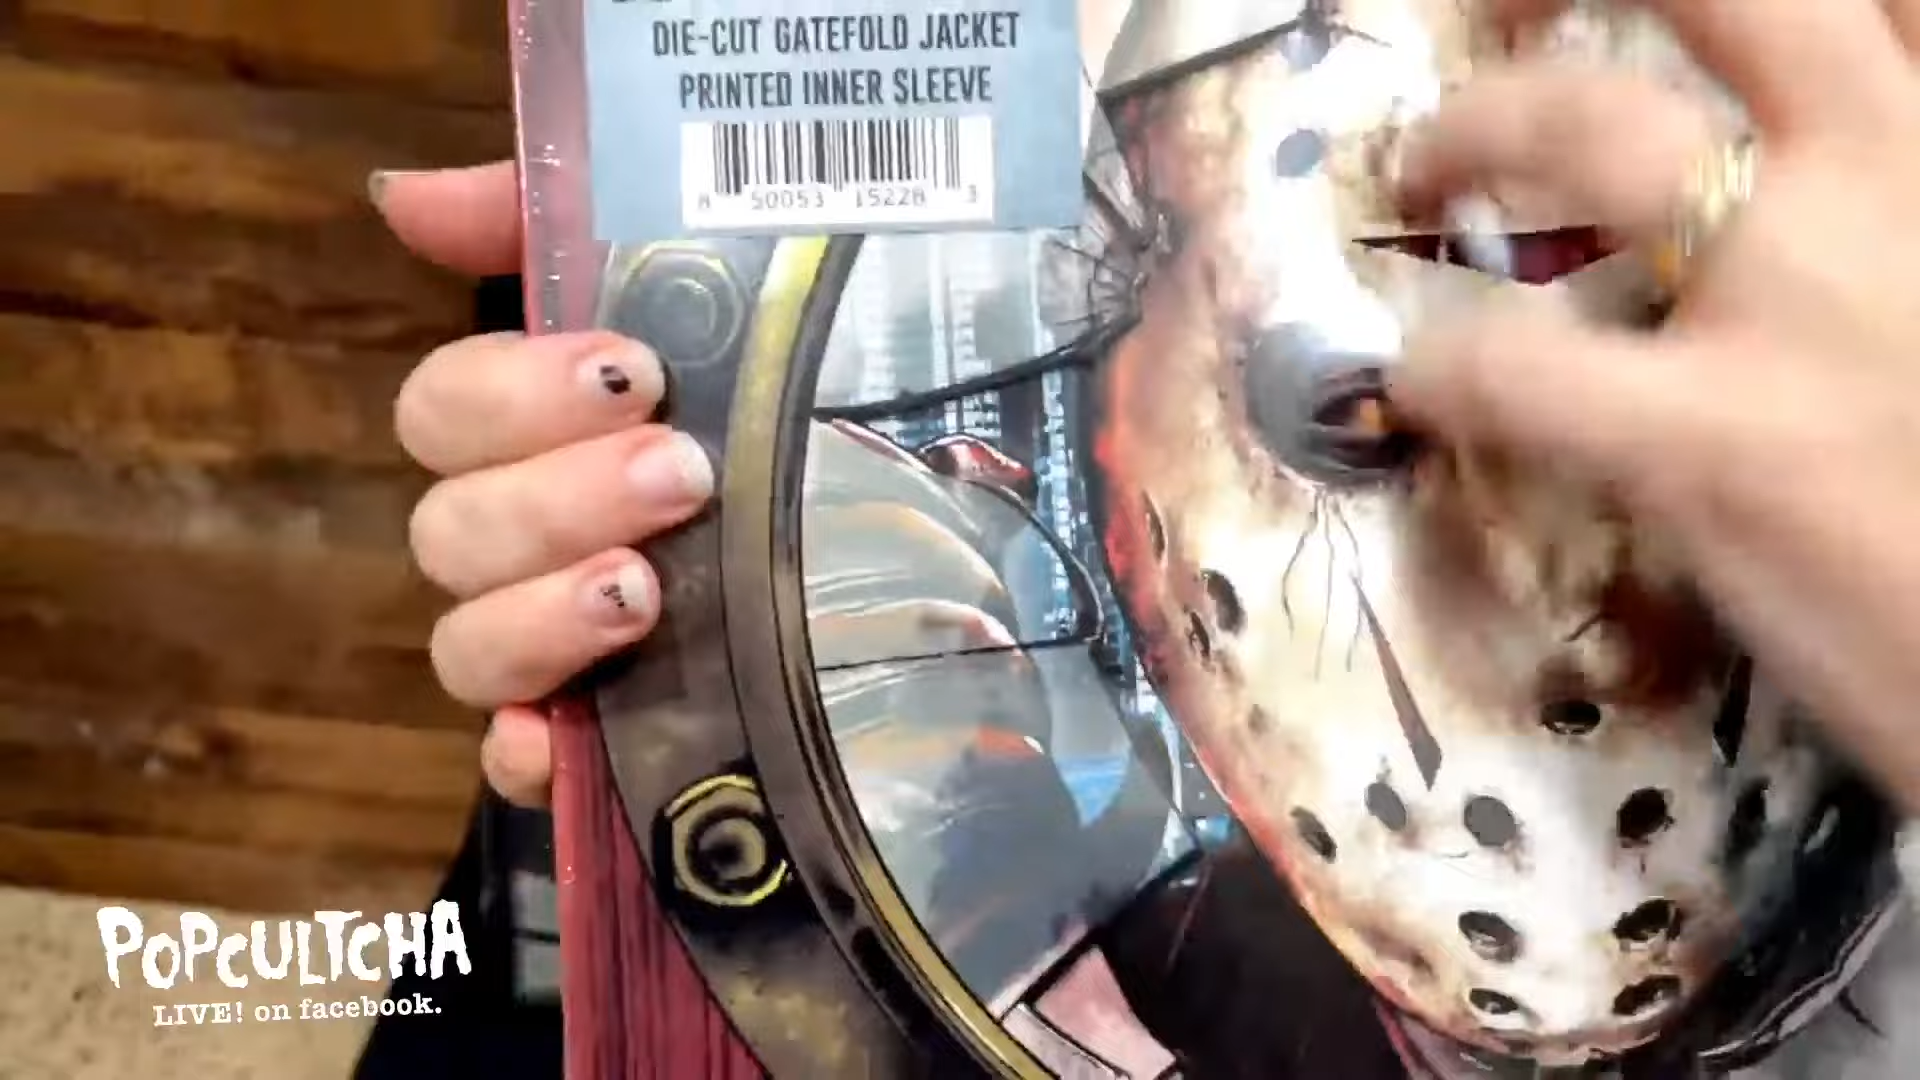 DIE-CUT GATEFOLD JACKET
PRINTED INNER SLEEVE
8 50053 15228 3
POPCULTCHA
LIVE! on facebook.